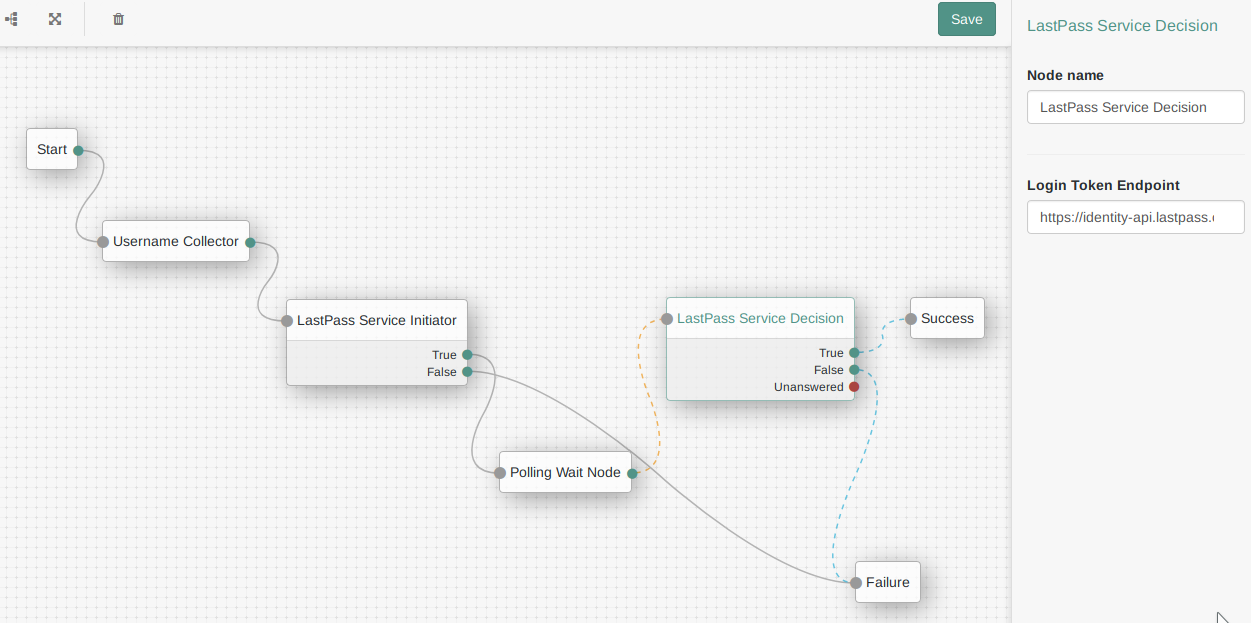 Save
LastPass Service Decision
Node name
LastPass Service Decision
Login Token Endpoint
https://identity-api.lastpass.
Start
Username Collector
LastPass Service Initiator
True
False
LastPass Service Decision
True
False
Unanswered
Success
Polling Wait Node
Failure